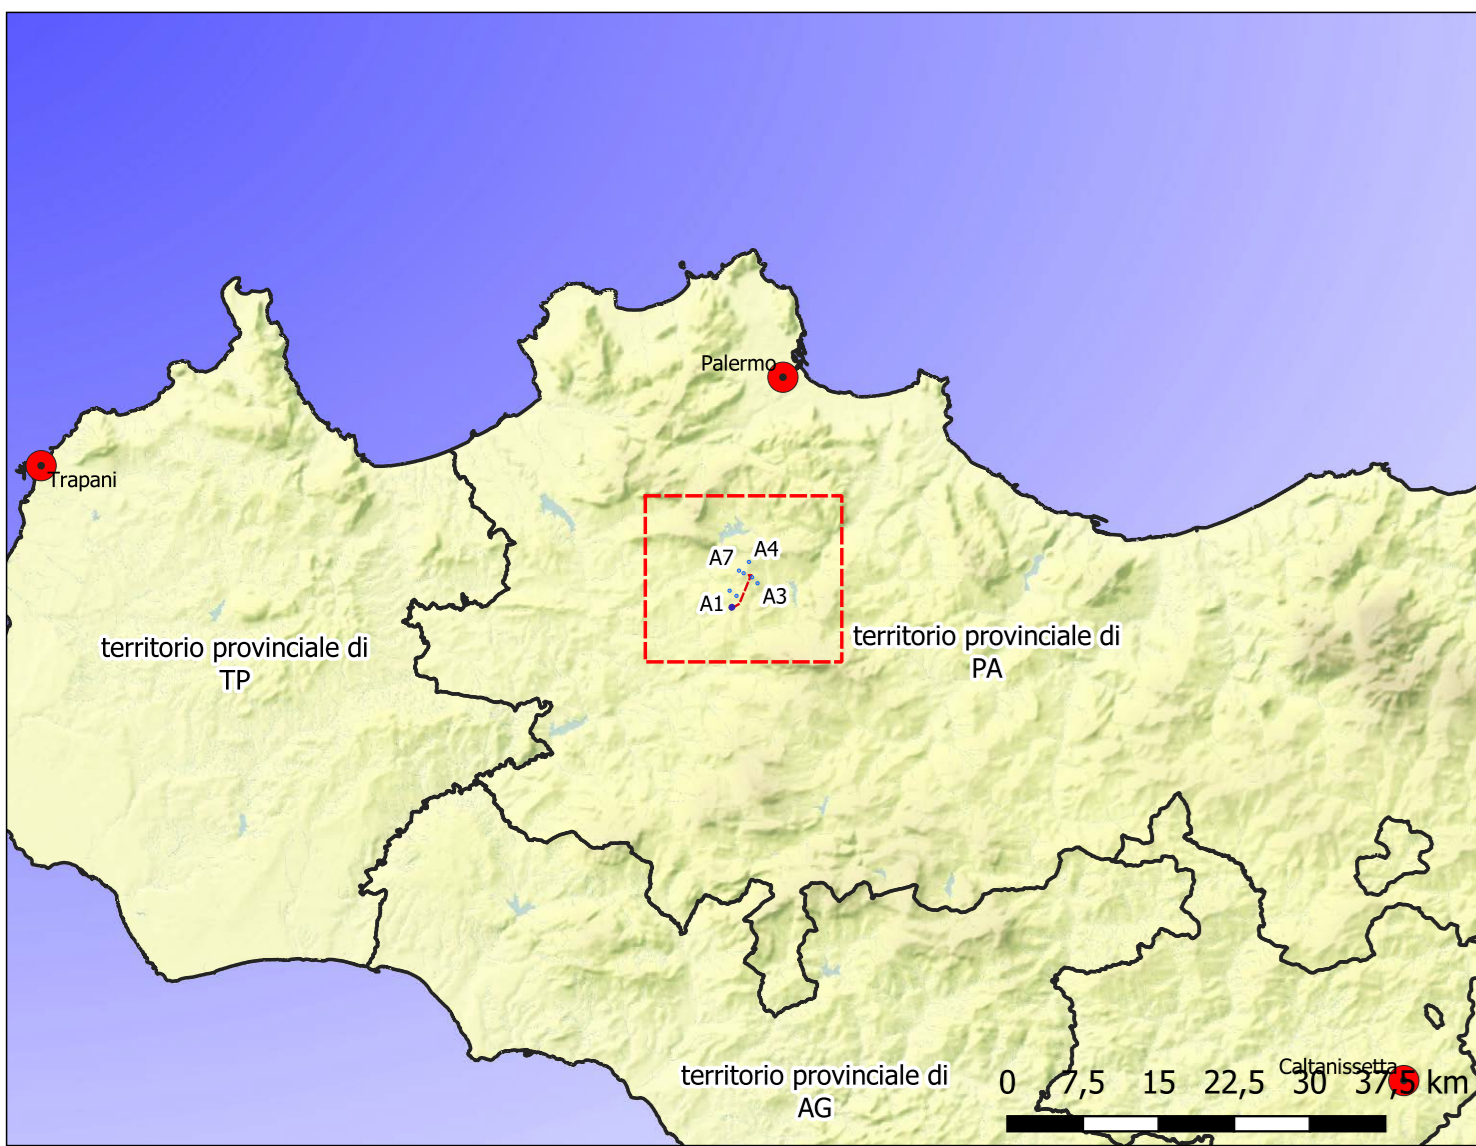 Palermo
Trapani
A4
A7
A1
A3
territorio provinciale di
TP
territorio provinciale di
PA
territorio provinciale di
AG
Caltanissetta
0 7,5 15 22,5 30 37,5 km